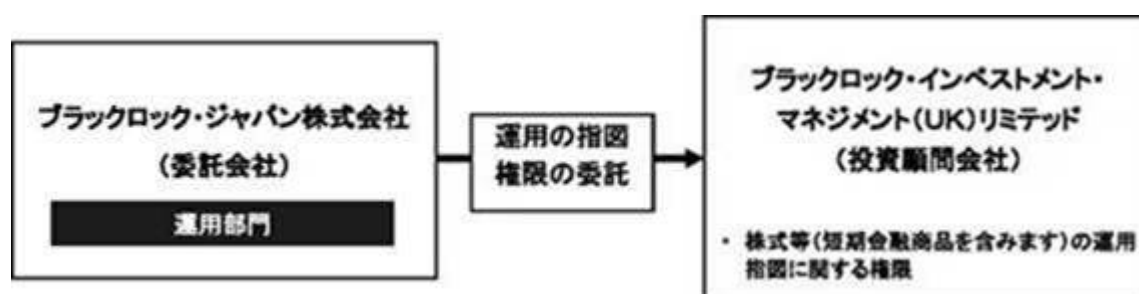 ブラックロック・ジャパン株式会社
(委託会社)
運用部門
運用の指図
権限の委託
ブラックロック・インベストメント・
マネジメント(UK)リミテッド
(投資顧問会社)
・ 株式等(短期金融商品を含みます)の運用
指図に関する権限